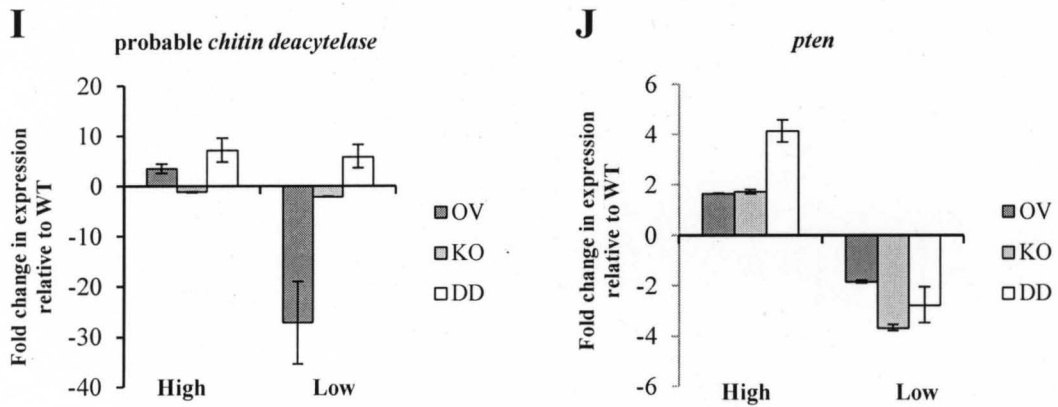 I
probable chitin deacytelase
Fold change in expression
relative to WT
20
10
0
-10
-20
-30
-40
High
Low
OV
KO
DD
J
pten
Fold change in expression
relative to WT
6
4
2
0
-2
-4
-6
High
Low
OV
KO
DD